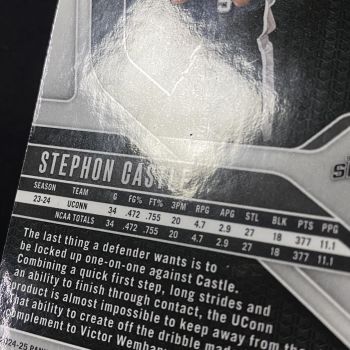 STEPHON CASTLE
SEASON TEAM G FG% FT% 3PM RPG APG STL BLK PTS PPG
23-24 UCONN 34 .472 .755 20 4.7 2.9 27 18 377 11.1
NCAA TOTALS 34 .472 .755 20 4.7 2.9 27 18 377 11.1
The last thing a defender wants is to
be locked up one-on-one against Castle.
Combining a quick first step, long strides and
an ability to finish through contact, the UConn
product is almost impossible to keep away from the
that ability to create off the dribble
complement to Victor
2024-25